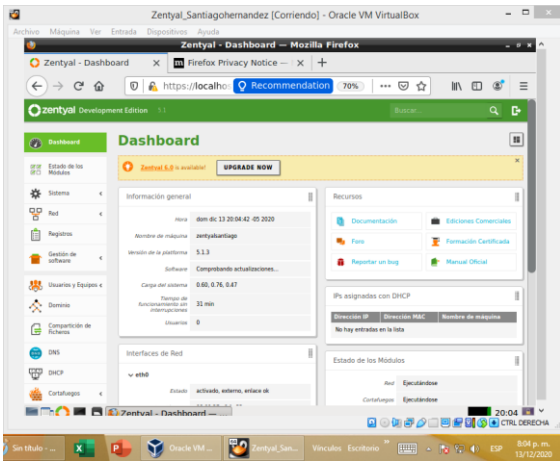 Zentyal_Santiagohernandez [Corriendo] - Oracle VM VirtualBox
Archivo Máquina Ver Entrada Dispositivos Ayuda
Zentyal - Dashboard — Mozilla Firefox
Zentyal - Dashboard
Firefox Privacy Notice —
https://localhos
Recommendation
70%
zentyal Development Edition 5.1
Buscar...
Dashboard
Estado de los Módulos
Sistema
Red
Registros
Gestión de software
Usuarios y Equipos
Dominio
Compartición de ficheros
DNS
DHCP
Cortafuegos
Dashboard
Zentyal 6.0 is available! UPGRADE NOW
Información general
Hora dom dic 13 20:04:42 -05 2020
Nombre de máquina zentyalsantiago
Versión de la plataforma 5.1.3
Software Comprobando actualizaciones...
Carga del sistema 0.60, 0.76, 0.47
Tiempo de funcionamiento sin interrupciones 31 min
Usuarios 0
Interfaces de Red
eth0
Estado activado, externo, enlace ok
Recursos
Documentación
Ediciones Comerciales
Foro
Formación Certificada
Reportar un bug
Manual Oficial
IPs asignadas con DHCP
Dirección IP Dirección MAC Nombre de máquina
No hay entradas en la lista
Estado de los Módulos
Red Ejecutándose
Cortafuegos Ejecutándose
Zentyal - Dashboard —...
20:04
CTRL DERECHA
Sin título - ...
Oracle VM ...
Zentyal_San...
Vínculos Escritorio
ESP
8:04 p. m.
13/12/2020